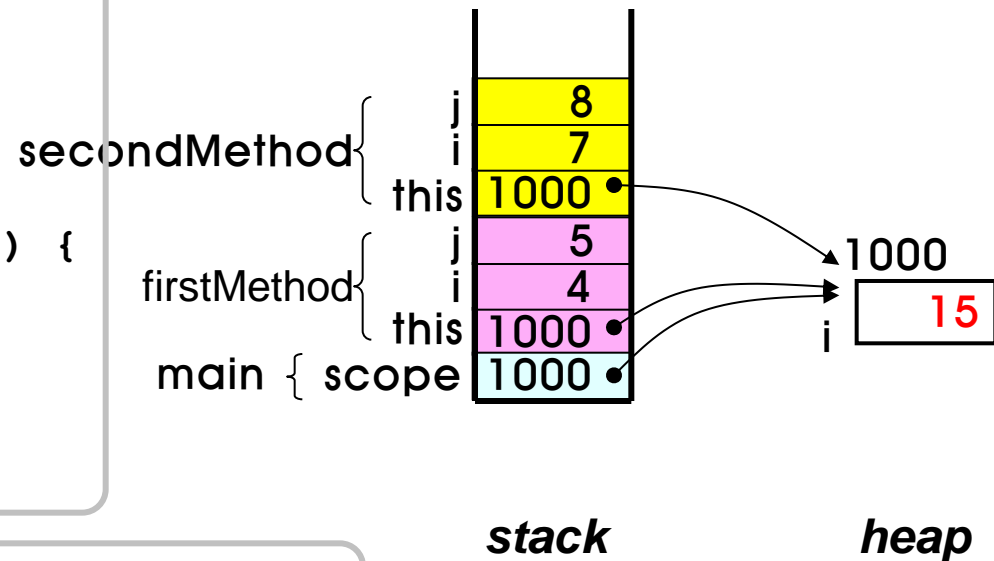 j 8
secondMethod { i 7
this 1000
1000
) {
j 5
firstMethod { i 4
15
this 1000
i
main { scope 1000
stack heap